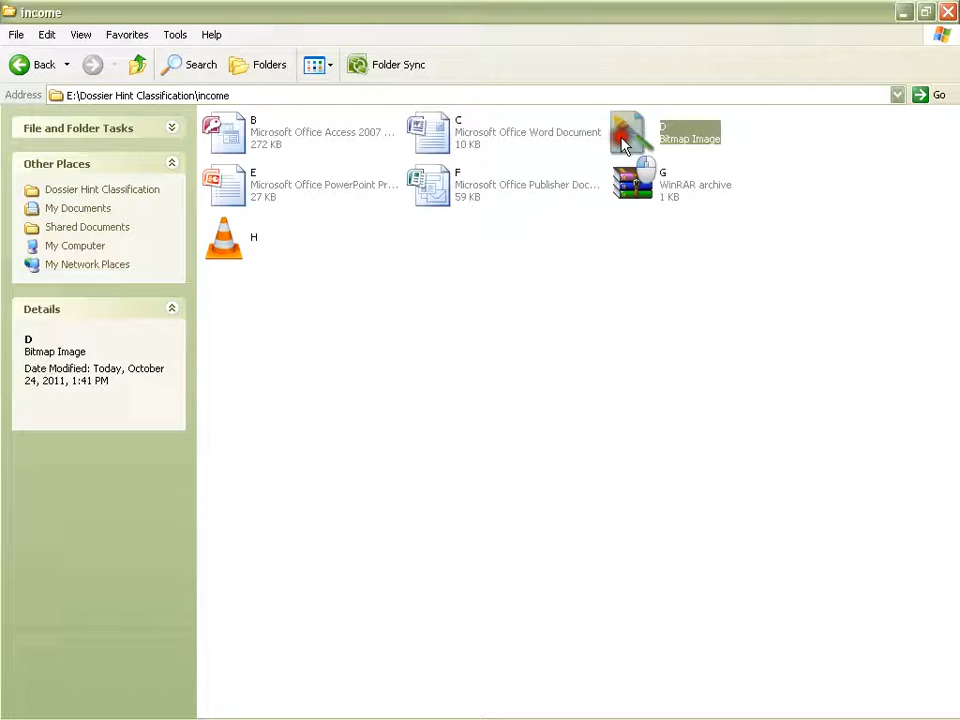 income
File Edit View Favorites Tools Help
Back Search Folders Folder Sync
Address E:\Dossier Hint Classification\income Go
File and Folder Tasks
Other Places
Dossier Hint Classification
My Documents
Shared Documents
My Computer
My Network Places
Details
D
Bitmap Image
Date Modified: Today, October
24, 2011, 1:41 PM
B
Microsoft Office Access 2007 ...
272 KB
C
Microsoft Office Word Document
10 KB
D
Bitmap Image
E
Microsoft Office PowerPoint Pr...
27 KB
F
Microsoft Office Publisher Doc...
59 KB
G
WinRAR archive
1 KB
H